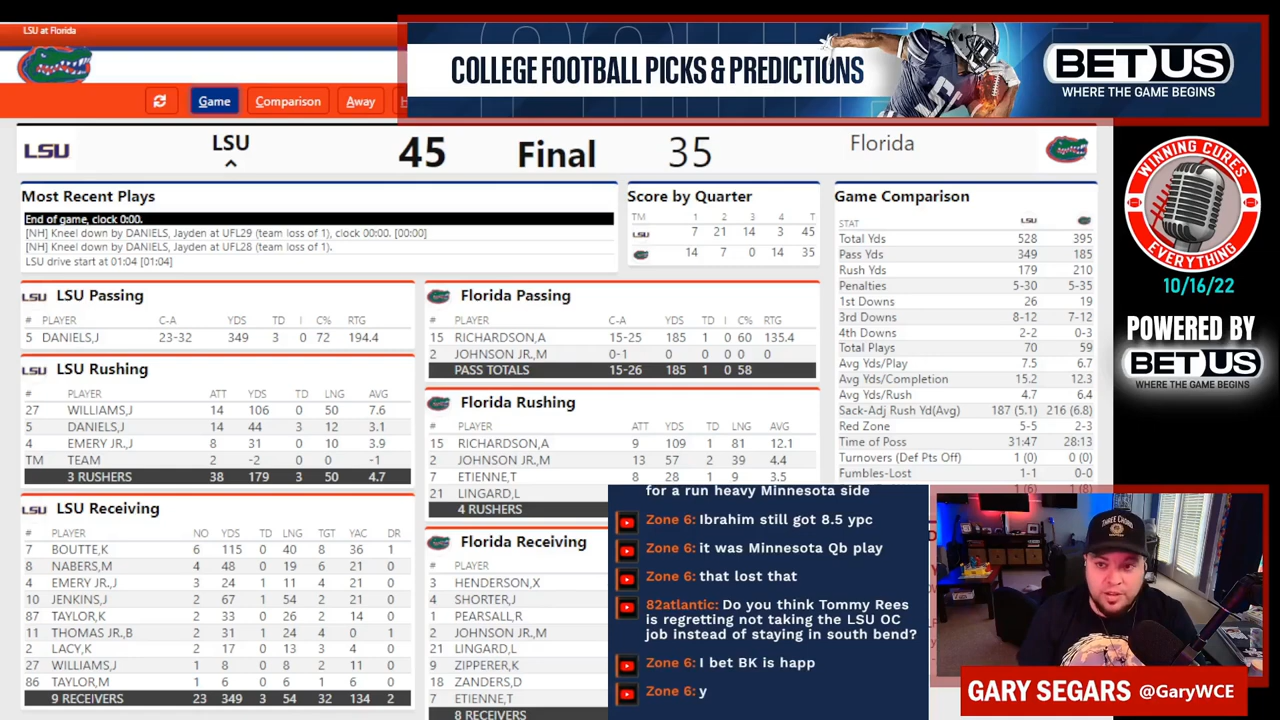 LSU at Florida
COLLEGE FOOTBALL PICKS & PREDICTIONS
BETUS
WHERE THE GAME BEGINS
Game Comparison Away
LSU LSU 45 Final 35 Florida
Most Recent Plays
End of game, clock 0:00.
[NH] Kneel down by DANIELS, Jayden at UFL29 (team loss of 1), clock 00:00. [00:00]
[NH] Kneel down by DANIELS, Jayden at UFL28 (team loss of 1).
LSU drive start at 01:04 [01:04]
Score by Quarter
TM 1 2 3 4 T
LSU 7 21 14 3 45
14 7 0 14 35
Game Comparison
STAT LSU
Total Yds 528 395
Pass Yds 349 185
Rush Yds 179 210
Penalties 5-30 5-35
1st Downs 26 19
3rd Downs 8-12 7-12
4th Downs 2-2 0-3
Total Plays 70 59
Avg Yds/Play 7.5 6.7
Avg Yds/Completion 15.2 12.3
Avg Yds/Rush 4.7 6.4
Sack-Adj Rush Yd(Avg) 187 (5.1) 216 (6.8)
Red Zone 5-5 2-3
Time of Poss 31:47 28:13
Turnovers (Def Pts Off) 1 (0) 0 (0)
Fumbles-Lost 1-1 0-0
LSU LSU Passing
# PLAYER C-A YDS TD I C% RTG
5 DANIELS,J 23-32 349 3 0 72 194.4
LSU LSU Rushing
# PLAYER ATT YDS TD LNG AVG
27 WILLIAMS,J 14 106 0 50 7.6
5 DANIELS,J 14 44 3 12 3.1
4 EMERY JR.,J 8 31 0 10 3.9
TM TEAM 2 -2 0 0 -1
3 RUSHERS 38 179 3 50 4.7
LSU LSU Receiving
# PLAYER NO YDS TD LNG TGT YAC DR
7 BOUTTE,K 6 115 0 40 8 36 1
8 NABERS,M 4 48 0 19 6 21 0
4 EMERY JR.,J 3 24 1 11 4 21 0
10 JENKINS,J 2 67 1 54 2 21 0
87 TAYLOR,K 2 33 0 26 2 14 0
11 THOMAS JR.,B 2 31 1 24 4 0 1
2 LACY,K 2 17 0 13 3 4 0
27 WILLIAMS,J 1 8 0 8 2 11 0
86 TAYLOR,M 1 6 0 6 1 6 0
9 RECEIVERS 23 349 3 54 32 134 2
Florida Passing
# PLAYER C-A YDS TD I C% RTG
15 RICHARDSON,A 15-25 185 1 0 60 135.4
2 JOHNSON JR.,M 0-1 0 0 0 0 0
PASS TOTALS 15-26 185 1 0 58
Florida Rushing
# PLAYER ATT YDS TD LNG AVG
15 RICHARDSON,A 9 109 1 81 12.1
2 JOHNSON JR.,M 13 57 2 39 4.4
7 ETIENNE,T 8 28 1 9 3.5
21 LINGARD,L
4 RUSHERS
Florida Receiving
# PLAYER
3 HENDERSON,X
4 SHORTER,J
1 PEARSALL,R
2 JOHNSON JR.,M
21 LINGARD,L
9 ZIPPERER,K
18 ZANDERS,D
7 ETIENNE,T
8 RECEIVERS
for a run heavy Minnesota side
Zone 6: Ibrahim still got 8.5 ypc
Zone 6: it was Minnesota Qb play
Zone 6: that lost that
82atlantic: Do you think Tommy Rees
is regretting not taking the LSU OC
job instead of staying in south bend?
Zone 6: I bet BK is happ
Zone 6: y
WINNING CURES
EVERYTHING
10/16/22
POWERED BY
BETUS
WHERE THE GAME BEGINS
THREE CHORD
GARY SEGARS @GaryWCE